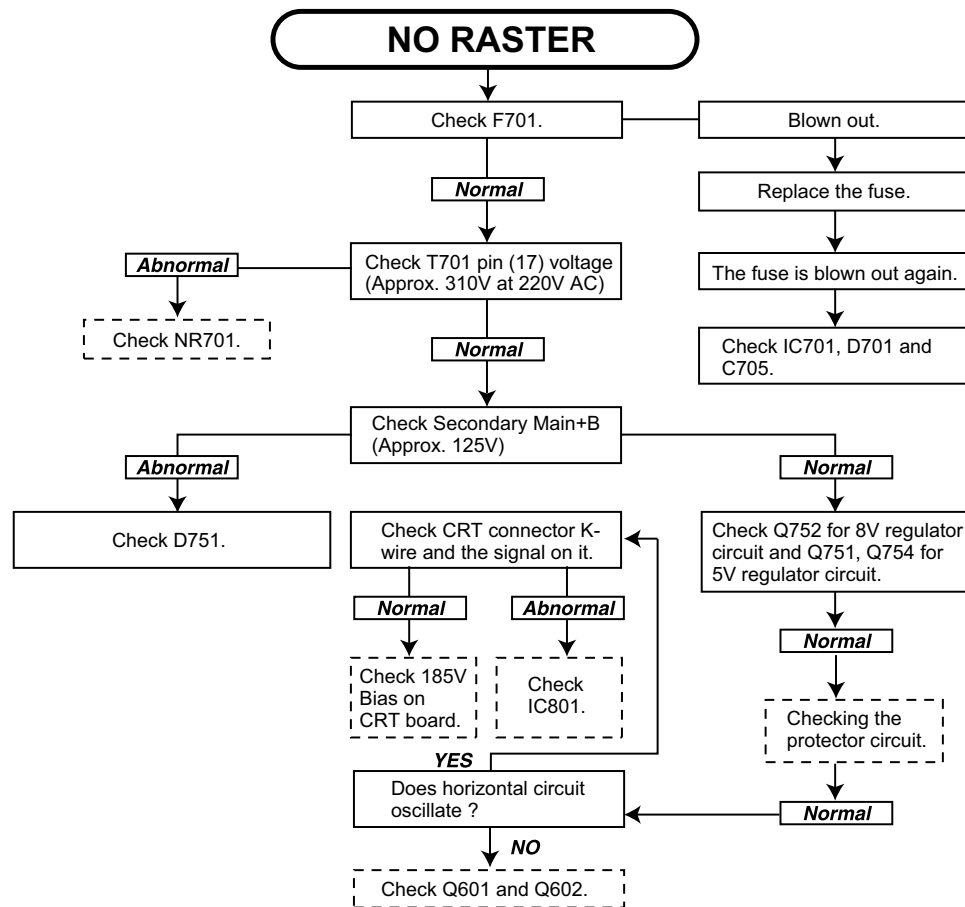 NO RASTER
Check F701.
Blown out.
Normal
Replace the fuse.
Abnormal
Check T701 pin (17) voltage
(Approx. 310V at 220V AC)
The fuse is blown out again.
Check NR701.
Normal
Check IC701, D701 and
C705.
Check Secondary Main+B
(Approx. 125V)
Abnormal
Normal
Check D751.
Check CRT connector K-
wire and the signal on it.
Check Q752 for 8V regulator
circuit and Q751, Q754 for
5V regulator circuit.
Normal
Abnormal
Normal
Check 185V
Bias on
CRT board.
Check
IC801.
Checking the
protector circuit.
YES
Does horizontal circuit
oscillate ?
Normal
NO
Check Q601 and Q602.